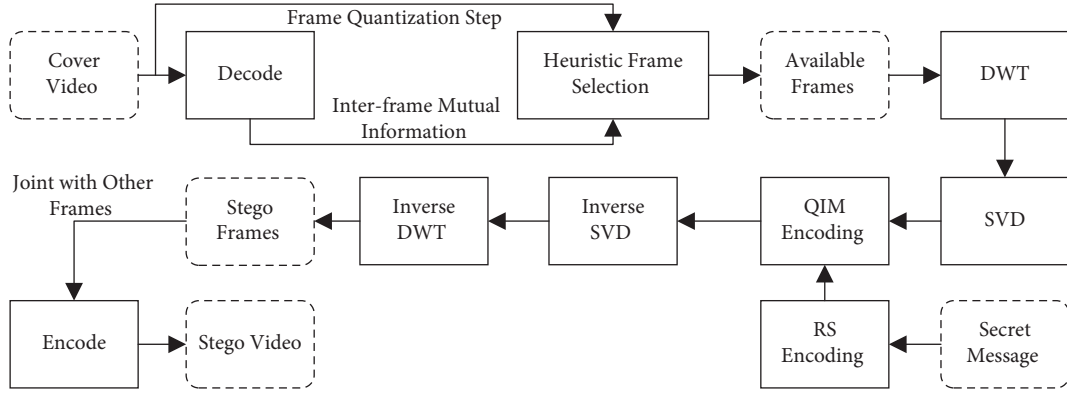 Frame Quantization Step
Cover
Video
Decode
Heuristic Frame
Selection
Available
Frames
DWT
Inter-frame Mutual
Information
Joint with Other
Frames
Stego
Frames
Inverse
DWT
Inverse
SVD
QIM
Encoding
SVD
Encode
Stego Video
RS
Encoding
Secret
Message